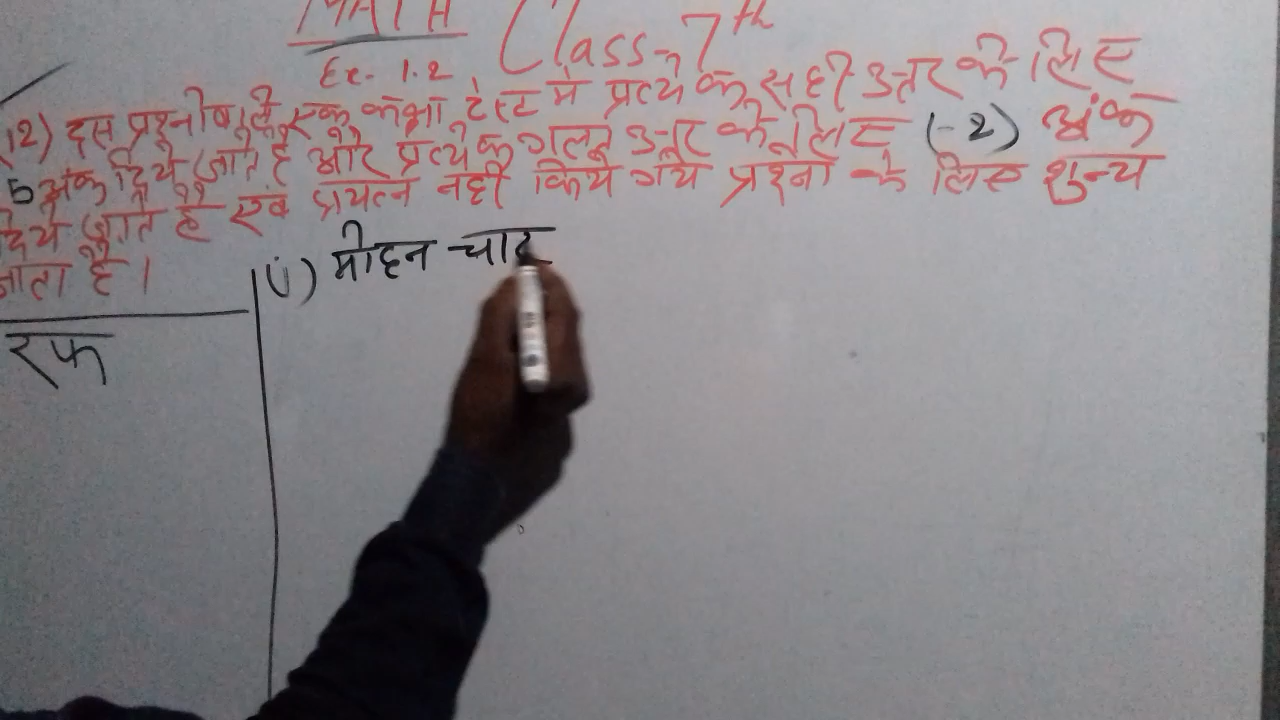 MATH Class-7th
Ex- 1.2
(12) दस प्रश्नो वाले एक कक्षा टेस्ट मे प्रत्येक सही उत्तर के लिए
5 अंक दिये जाते है और प्रत्येक गलत उत्तर के लिए (-2) अंक
दिये जाते है एवं प्रयत्न नही किये गये प्रश्नो के लिए शुन्य
जाता है।
रफ
(i) मोहन चार